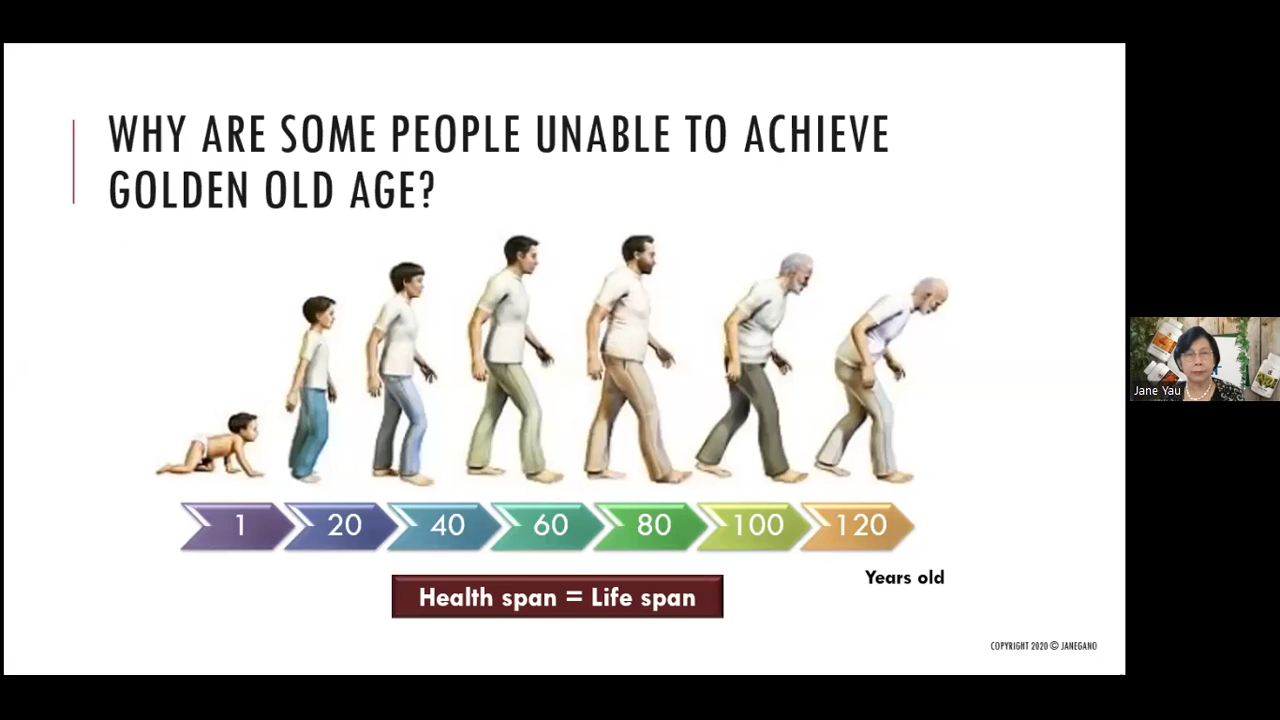 WHY ARE SOME PEOPLE UNABLE TO ACHIEVE
GOLDEN OLD AGE?
1 20 40 60 80 100 120
Years old
Health span = Life span
COPYRIGHT 2020 © JANEGANO
Jane Yau